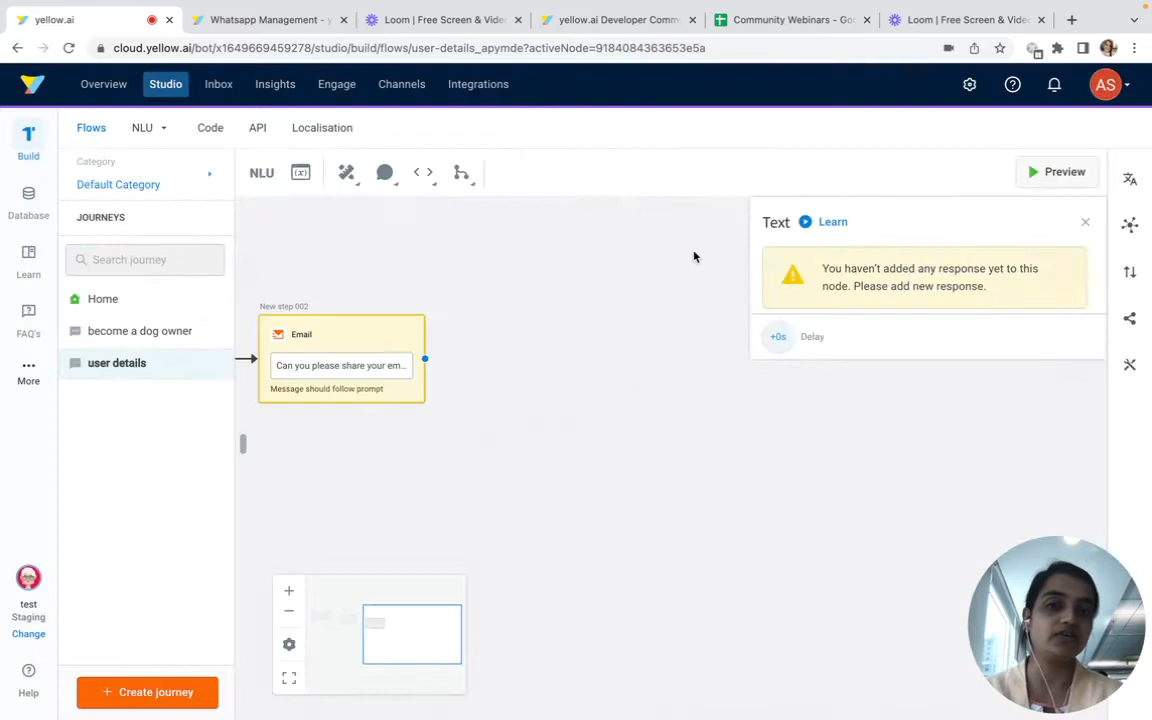 yellow.ai
Whatsapp Management - y
Loom | Free Screen & Vide
yellow.ai Developer Comm
Community Webinars - Goo
Loom | Free Screen & Vide
cloud.yellow.ai/bot/x1649669459278/studio/build/flows/user-details_apymde?activeNode=9184084363653e5a
Overview
Studio
Inbox
Insights
Engage
Channels
Integrations
AS
Build
Flows
NLU
Code
API
Localisation
Category
Default Category
NLU
(x)
Preview
Database
JOURNEYS
Search journey
Learn
Home
become a dog owner
user details
FAQ's
More
New step 002
Email
Can you please share your em...
Message should follow prompt
Text
Learn
You haven't added any response yet to this
node. Please add new response.
+0s
Delay
test
Staging
Change
Help
+ Create journey